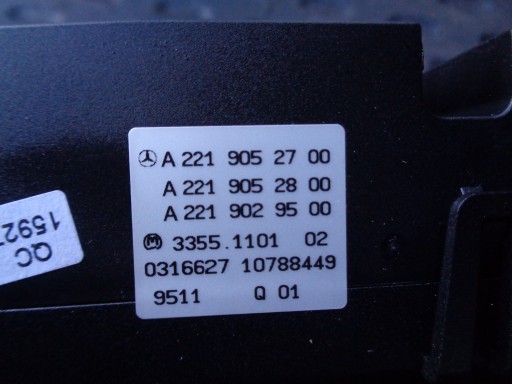 A 221 905 27 00
A 221 905 28 00
A 221 902 95 00
M 3355.1101 02
0316627 10788449
9511 Q 01
QC
1592